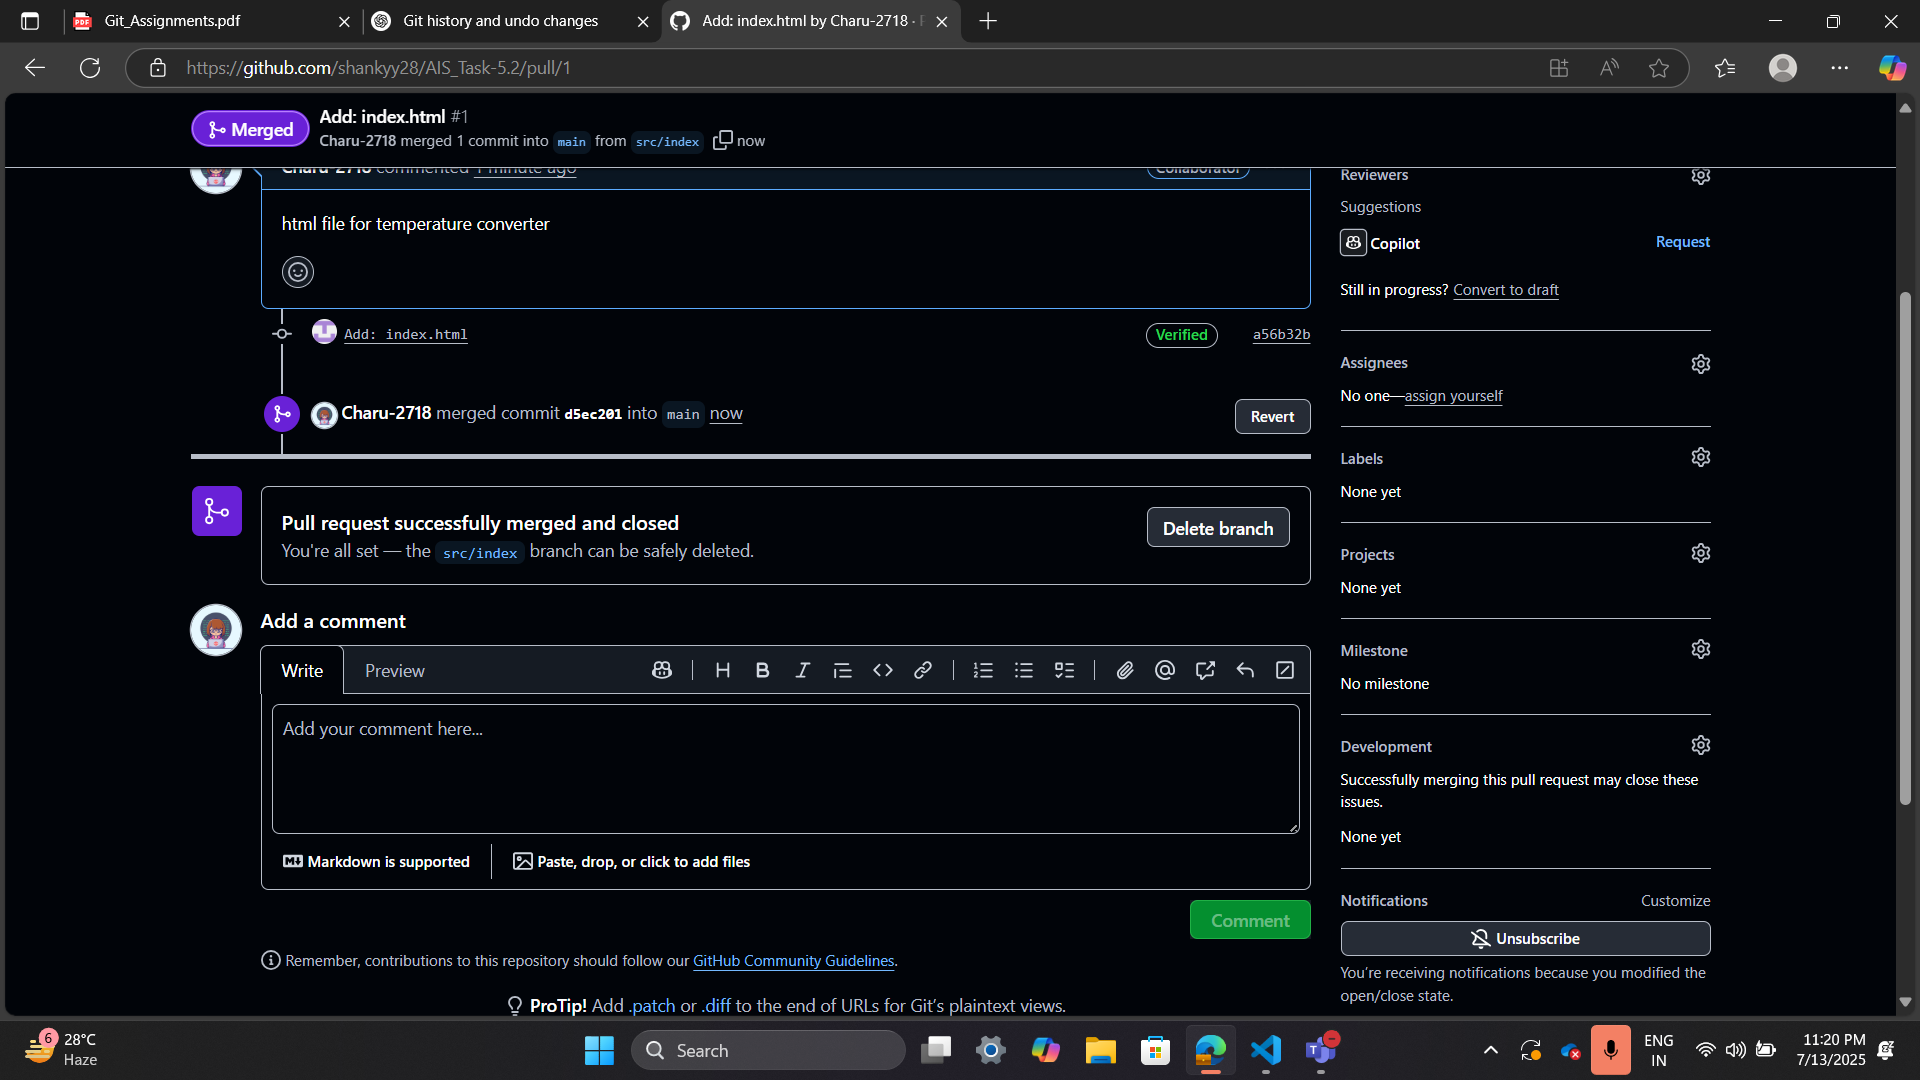 Git_Assignments.pdf
Git history and undo changes
Add: index.html by Charu-2718 ·
https://github.com/shankyy28/AIS_Task-5.2/pull/1
Merged
Add: index.html #1
Charu-2718 merged 1 commit into main from src/index now
Charu-2718 commented 1 minute ago
Collaborator
html file for temperature converter
Add: index.html
Verified
a56b32b
Charu-2718 merged commit d5ec201 into main now
Revert
Pull request successfully merged and closed
You're all set — the src/index branch can be safely deleted.
Delete branch
Add a comment
Write
Preview
Add your comment here...
Markdown is supported
Paste, drop, or click to add files
Comment
Remember, contributions to this repository should follow our GitHub Community Guidelines.
ProTip! Add .patch or .diff to the end of URLs for Git's plaintext views.
Reviewers
Suggestions
Copilot
Request
Still in progress? Convert to draft
Assignees
No one—assign yourself
Labels
None yet
Projects
None yet
Milestone
No milestone
Development
Successfully merging this pull request may close these
issues.
None yet
Notifications
Customize
Unsubscribe
You're receiving notifications because you modified the
open/close state.
6
28°C
Haze
Search
ENG
IN
11:20 PM
7/13/2025